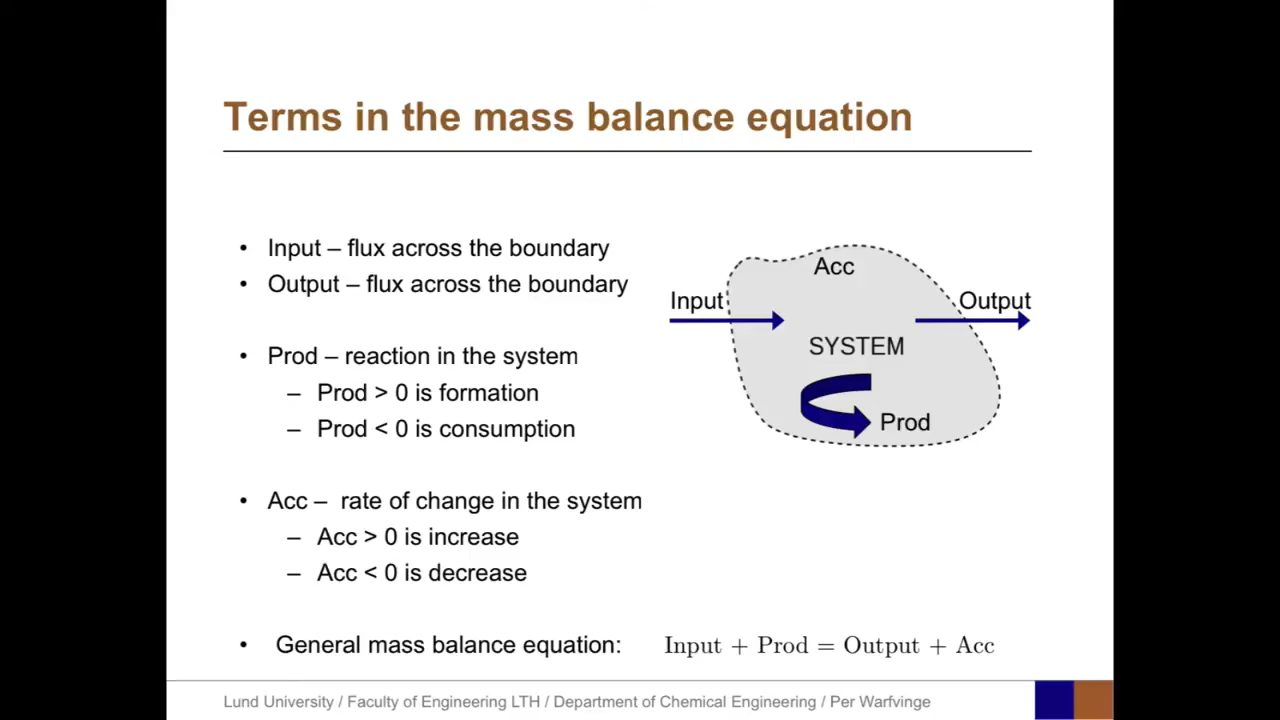 Terms in the mass balance equation
• Input – flux across the boundary
• Output – flux across the boundary
• Prod – reaction in the system
– Prod > 0 is formation
– Prod < 0 is consumption
• Acc – rate of change in the system
– Acc > 0 is increase
– Acc < 0 is decrease
• General mass balance equation: Input + Prod = Output + Acc
Acc
Input
Output
SYSTEM
Prod
Lund University / Faculty of Engineering LTH / Department of Chemical Engineering / Per Warfvinge